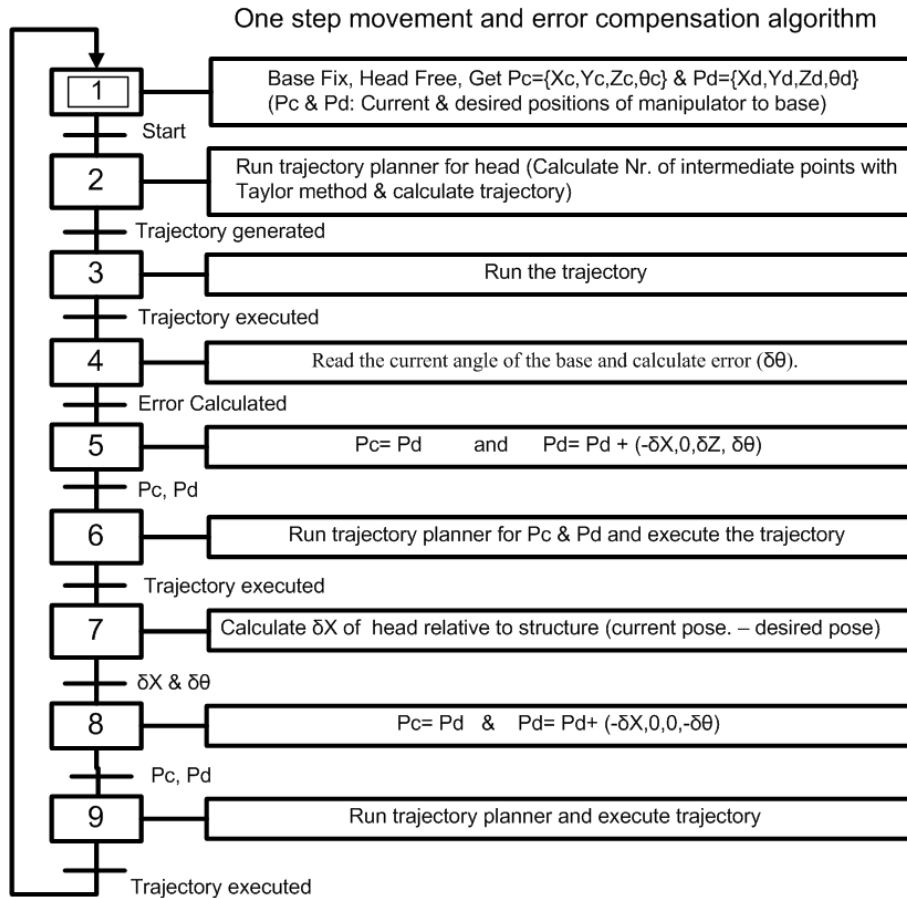 One step movement and error compensation algorithm
1
Base Fix, Head Free, Get Pc={Xc,Yc,Zc,θc} & Pd={Xd,Yd,Zd,θd}
(Pc & Pd: Current & desired positions of manipulator to base)
Start
2
Run trajectory planner for head (Calculate Nr. of intermediate points with
Taylor method & calculate trajectory)
Trajectory generated
3
Run the trajectory
Trajectory executed
4
Read the current angle of the base and calculate error (δθ).
Error Calculated
5
Pc= Pd and Pd= Pd + (-δX,0,δZ, δθ)
Pc, Pd
6
Run trajectory planner for Pc & Pd and execute the trajectory
Trajectory executed
7
Calculate δX of head relative to structure (current pose. – desired pose)
δX & δθ
8
Pc= Pd & Pd= Pd+ (-δX,0,0,-δθ)
Pc, Pd
9
Run trajectory planner and execute trajectory
Trajectory executed